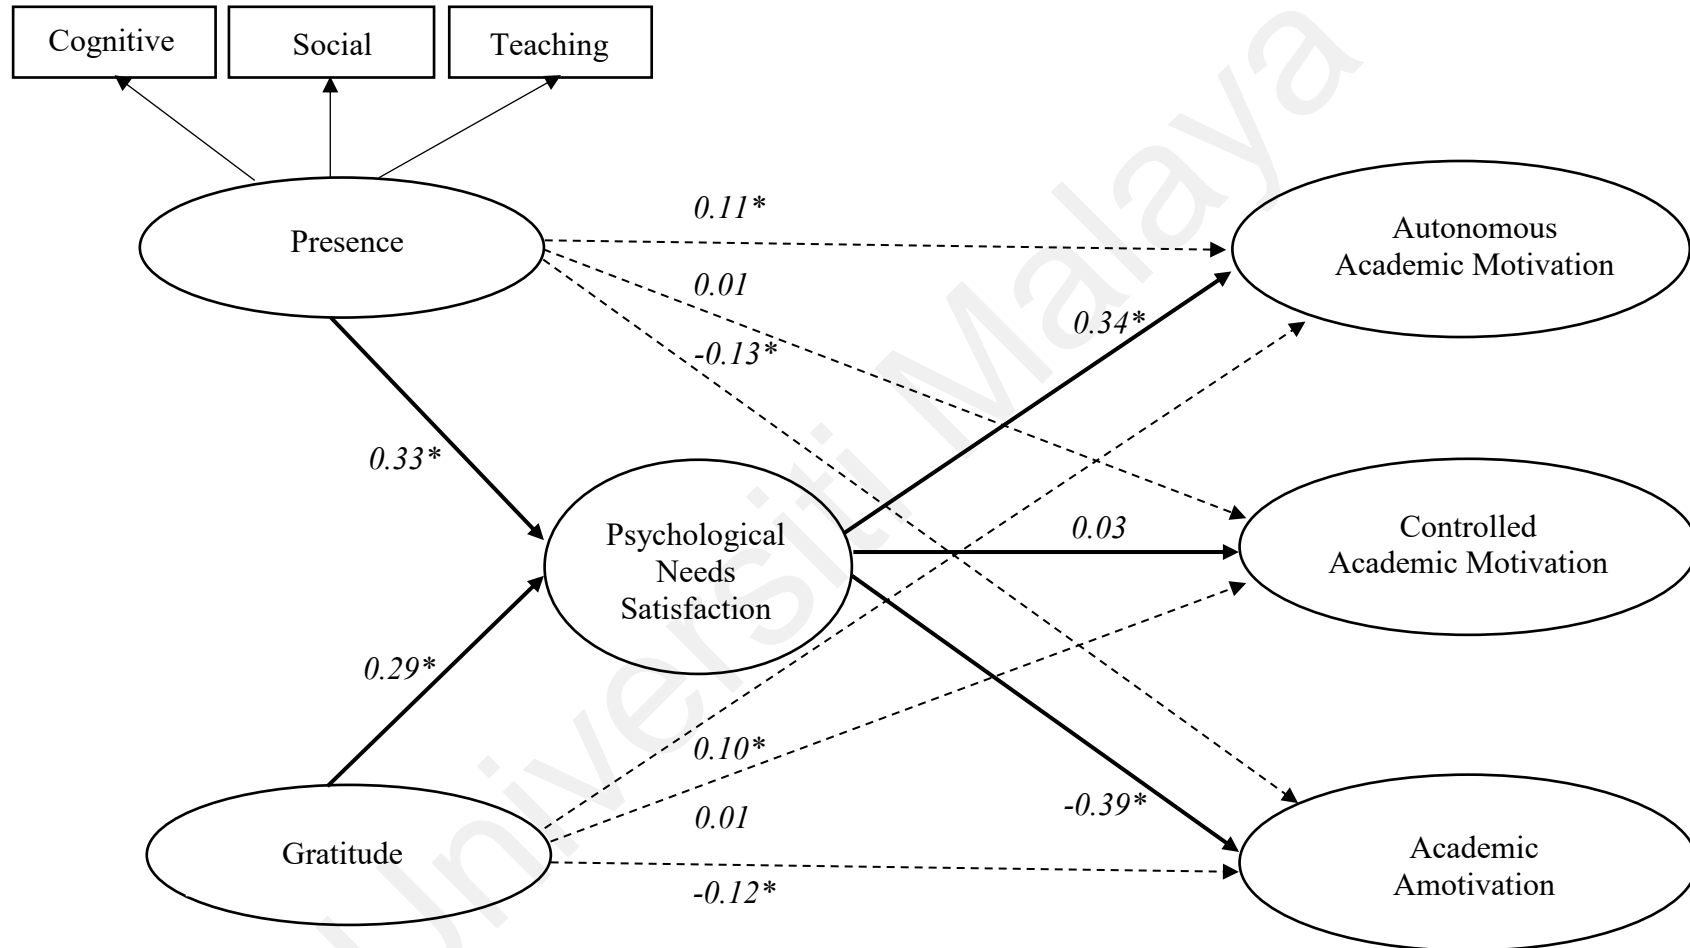 Cognitive
Social
Teaching
Presence
0.11*
0.01
-0.13*
Autonomous
Academic Motivation
0.34*
0.33*
Psychological
Needs
Satisfaction
0.03
Controlled
Academic Motivation
0.29*
0.10*
0.01
-0.12*
-0.39*
Gratitude
Academic
Amotivation
Universiti Malaya